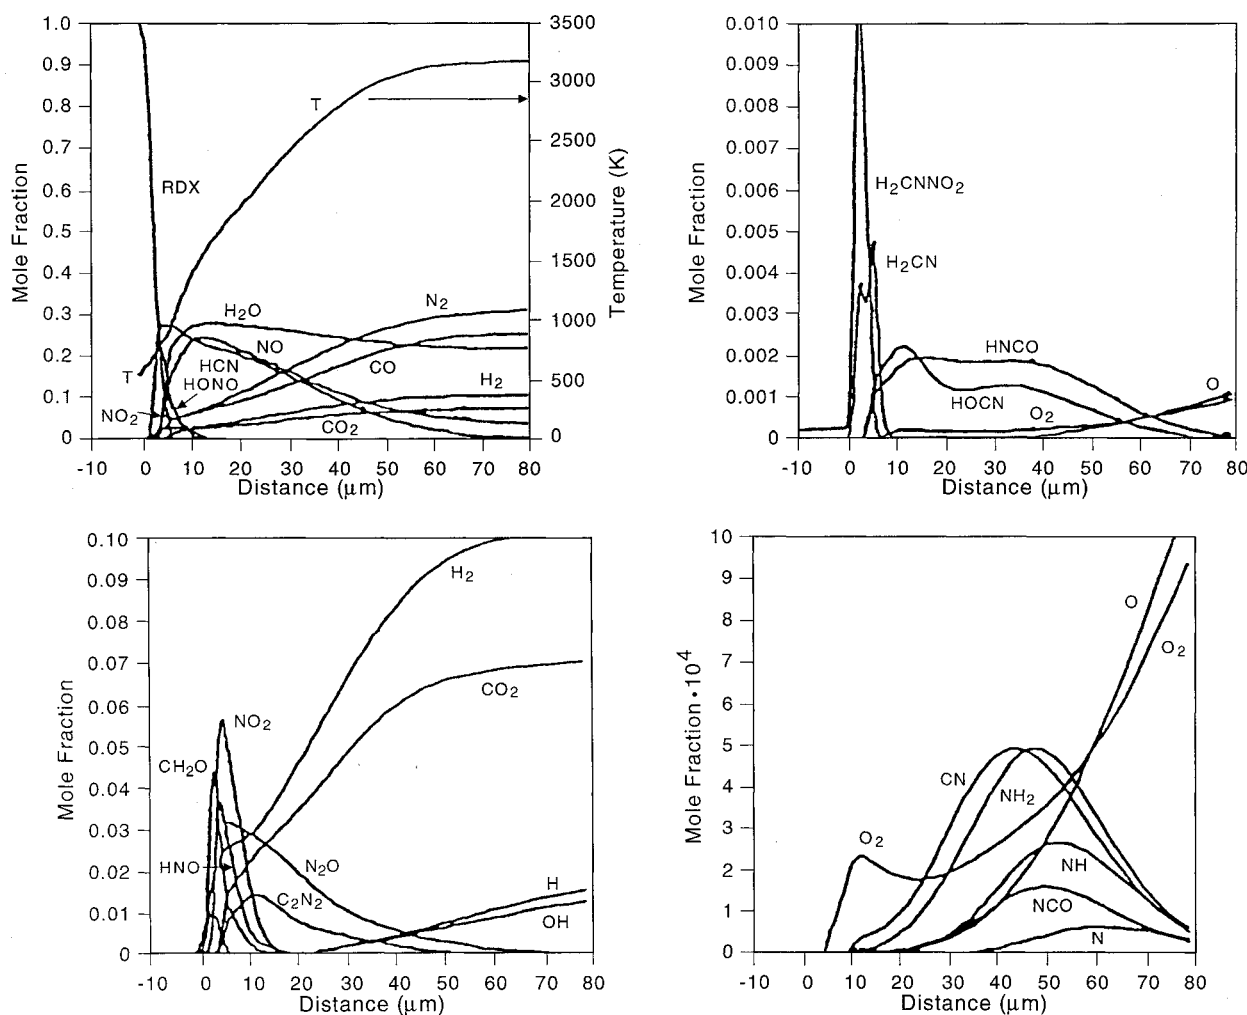 1.0
0.9
0.8
0.7
0.6
0.5
0.4
0.3
0.2
0.1
0
Mole Fraction
3500
3000
2500
2000
1500
1000
500
0
Temperature (K)
T
RDX
H₂O
N₂
NO
HCN
CO
HONO
T
H₂
NO₂
CO₂
-10 0 10 20 30 40 50 60 70 80
Distance (μm)
0.010
0.009
0.008
0.007
0.006
0.005
0.004
0.003
0.002
0.001
0
Mole Fraction
H₂CNNO₂
H₂CN
HNCO
O
HOCN
O₂
-10 0 10 20 30 40 50 60 70 80
Distance (μm)
0.10
0.09
0.08
0.07
0.06
0.05
0.04
0.03
0.02
0.01
0
Mole Fraction
H₂
CO₂
NO₂
CH₂O
HNO
N₂O
C₂N₂
H
OH
-10 0 10 20 30 40 50 60 70 80
Distance (μm)
10
9
8
7
6
5
4
3
2
1
0
Mole Fraction •10⁴
O
O₂
CN
NH₂
O₂
NH
NCO
N
-10 0 10 20 30 40 50 60 70 80
Distance (μm)